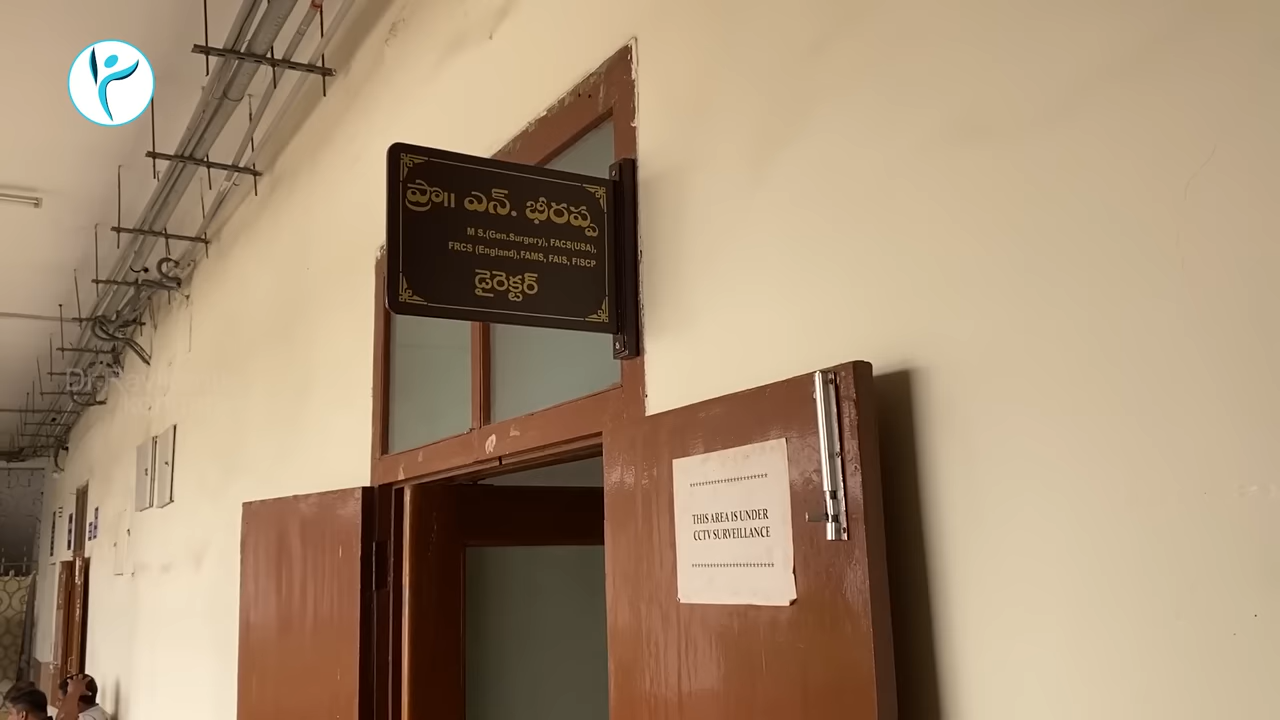 ప్రొ॥ ఎన్. భీరప్ప
M S.(Gen.Surgery), FACS(USA),
FRCS (England), FAMS, FAIS, FISCP
డైరెక్టర్
THIS AREA IS UNDER
CCTV SURVEILLANCE